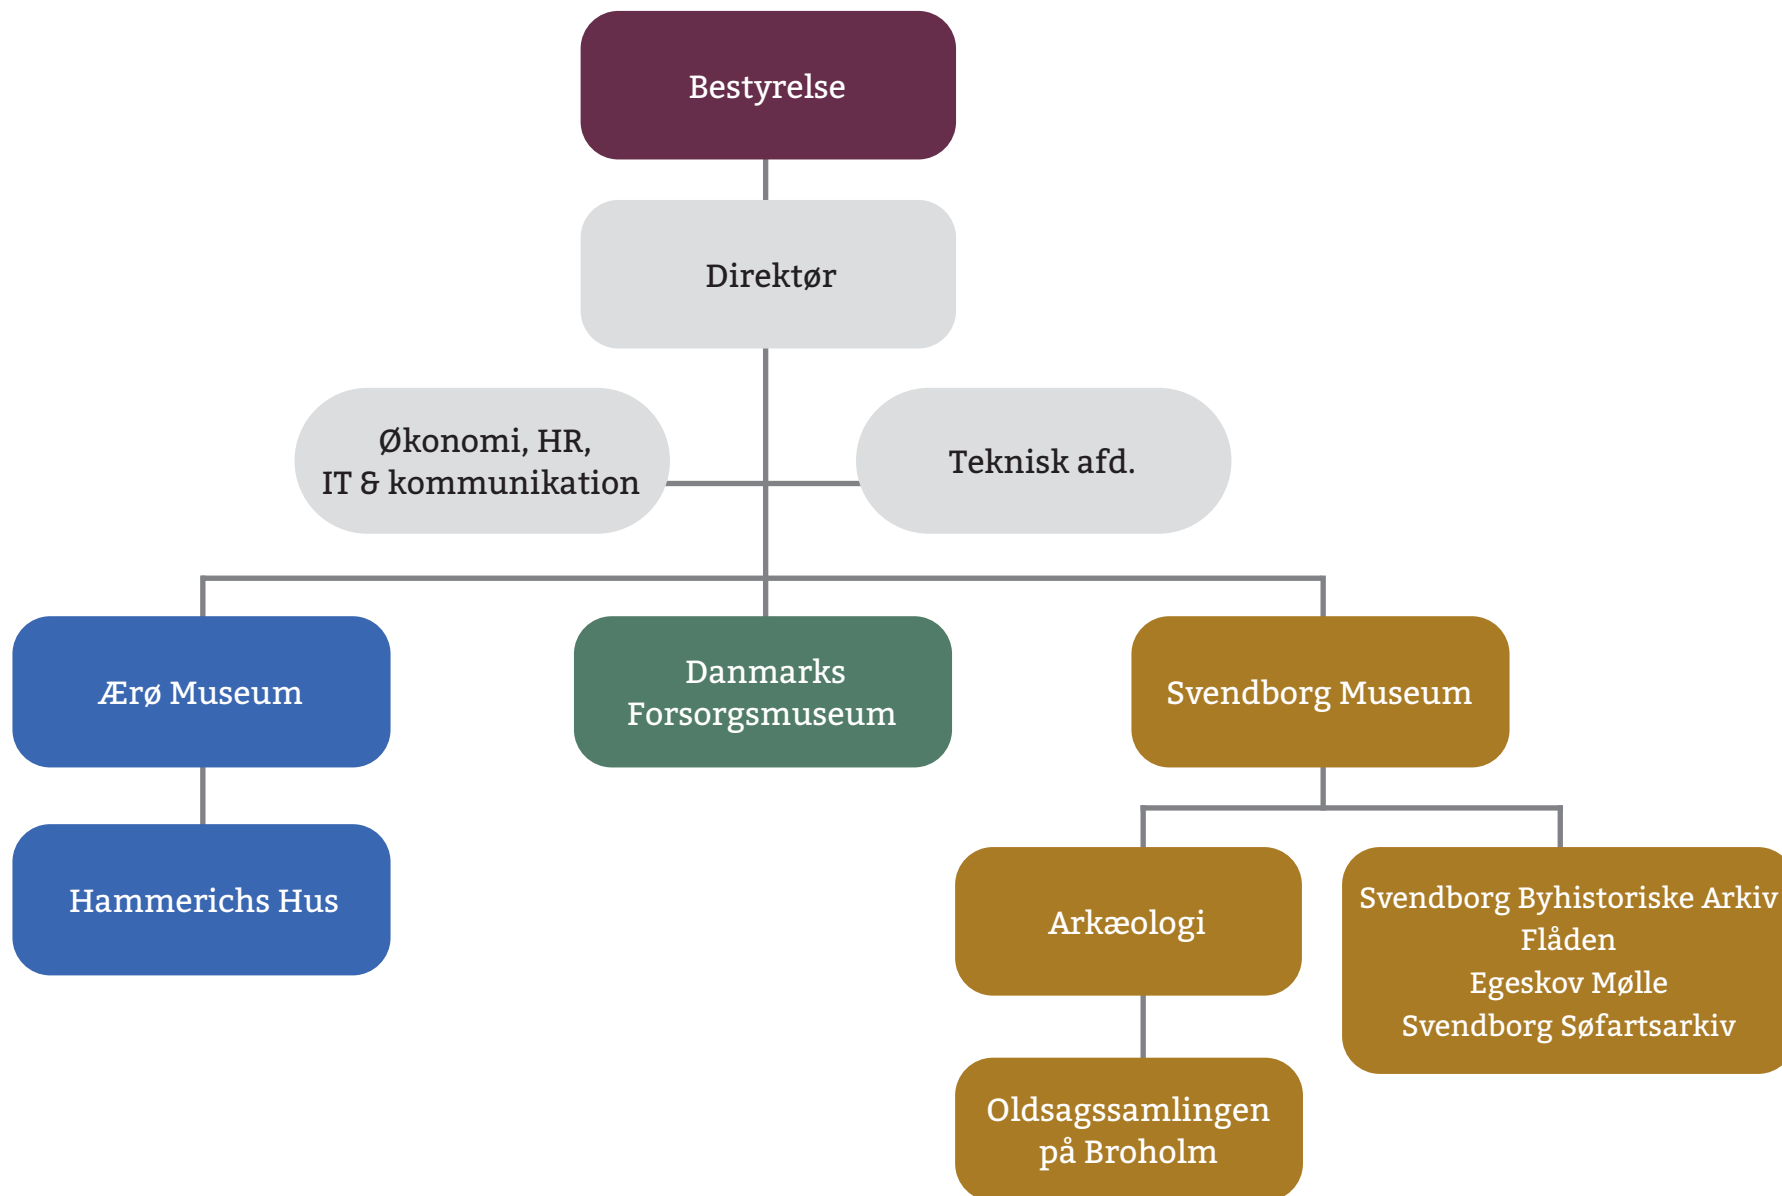 Bestyrelse
Direktør
Økonomi, HR,
IT & kommunikation
Teknisk afd.
Ærø Museum
Danmarks
Forsorgsmuseum
Svendborg Museum
Hammerichs Hus
Arkæologi
Svendborg Byhistoriske Arkiv
Flåden
Egeskov Mølle
Svendborg Søfartsarkiv
Oldsagssamlingen
på Broholm